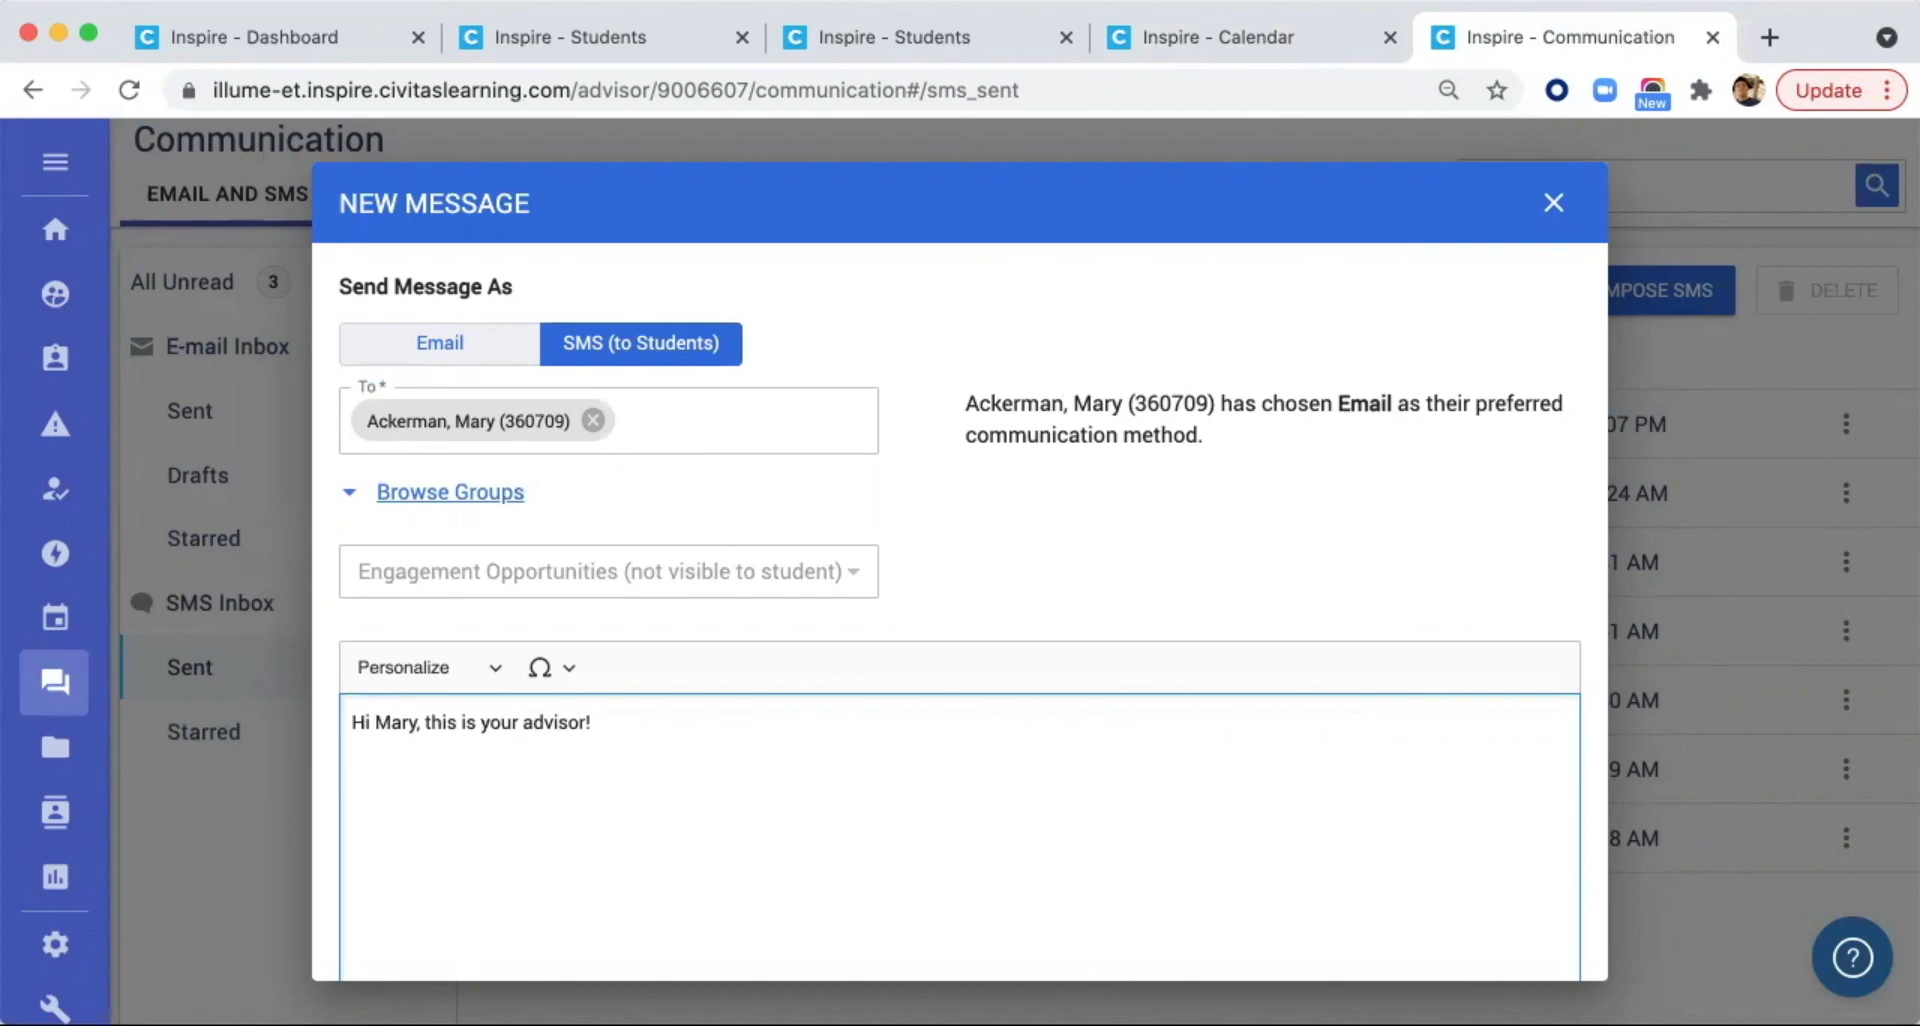 Inspire - Dashboard
Inspire - Students
Inspire - Students
Inspire - Calendar
Inspire - Communication
illume-et.inspire.civitaslearning.com/advisor/9006607/communication#/sms_sent
New
Update
Communication
EMAIL AND SMS
NEW MESSAGE
All Unread 3
E-mail Inbox
Sent
Drafts
Starred
SMS Inbox
Sent
Starred
Send Message As
Email
SMS (to Students)
To *
Ackerman, Mary (360709)
Ackerman, Mary (360709) has chosen Email as their preferred
communication method.
Browse Groups
Engagement Opportunities (not visible to student)
Personalize
Ω
Hi Mary, this is your advisor!
MPOSE SMS
DELETE
07 PM
24 AM
1 AM
1 AM
0 AM
9 AM
8 AM
?